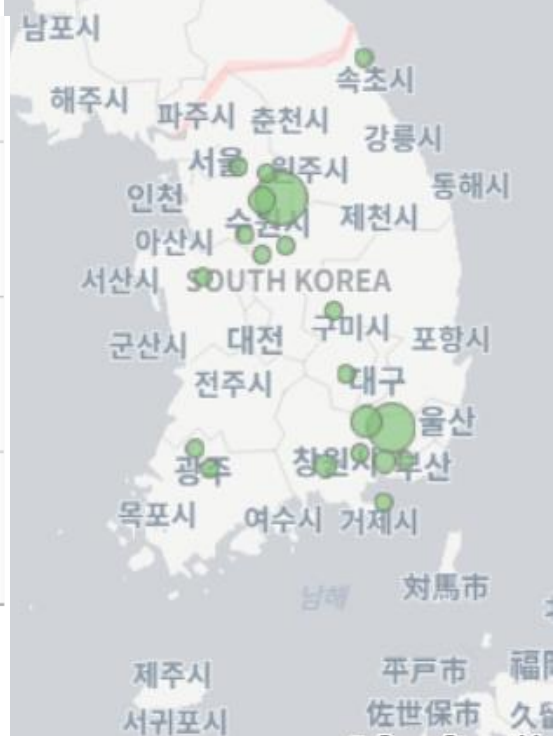 남포시
해주시
파주시 춘천시
속초시
강릉시
서울 원주시
인천
동해시
수원시 제천시
아산시
서산시 SOUTH KOREA
군산시 대전 구미시 포항시
전주시 대구
울산
광주 창원시 부산
목포시 여수시 거제시
남해
対馬市
제주시
平戸市
서귀포시
佐世保市